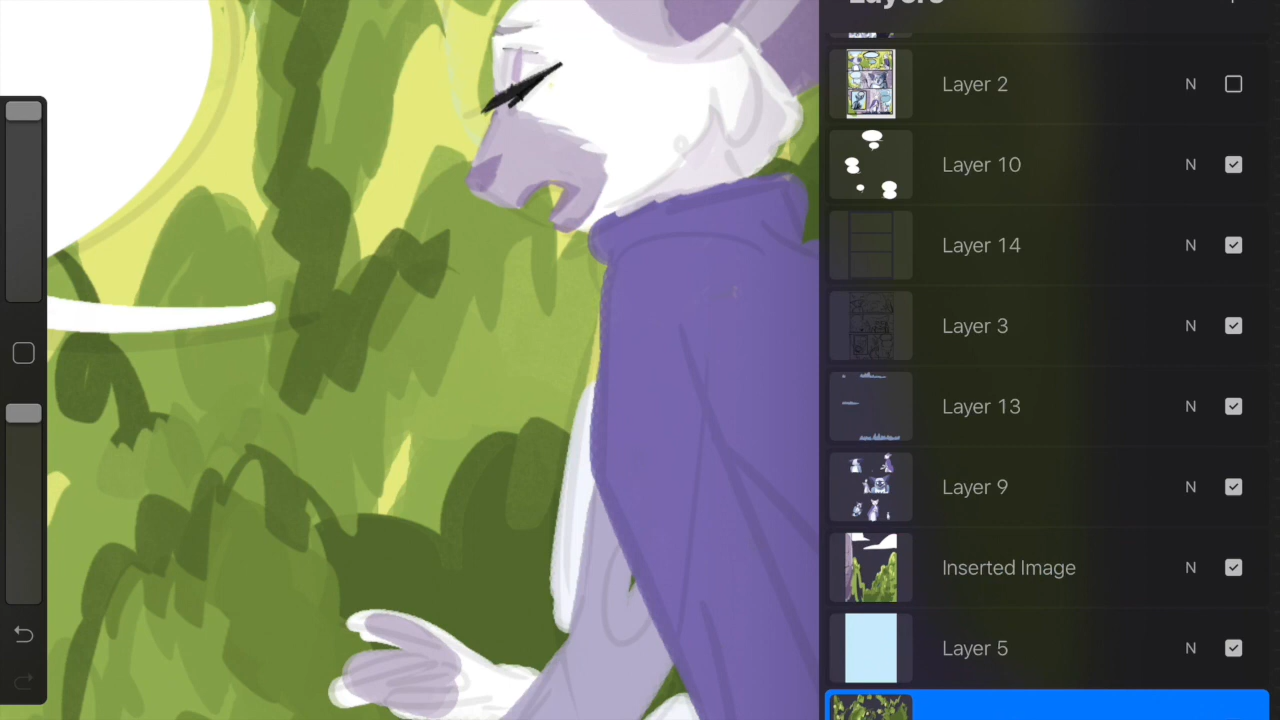 Layers
Layer 2 N
Layer 10 N
Layer 14 N
Layer 3 N
Layer 13 N
Layer 9 N
Inserted Image N
Layer 5 N